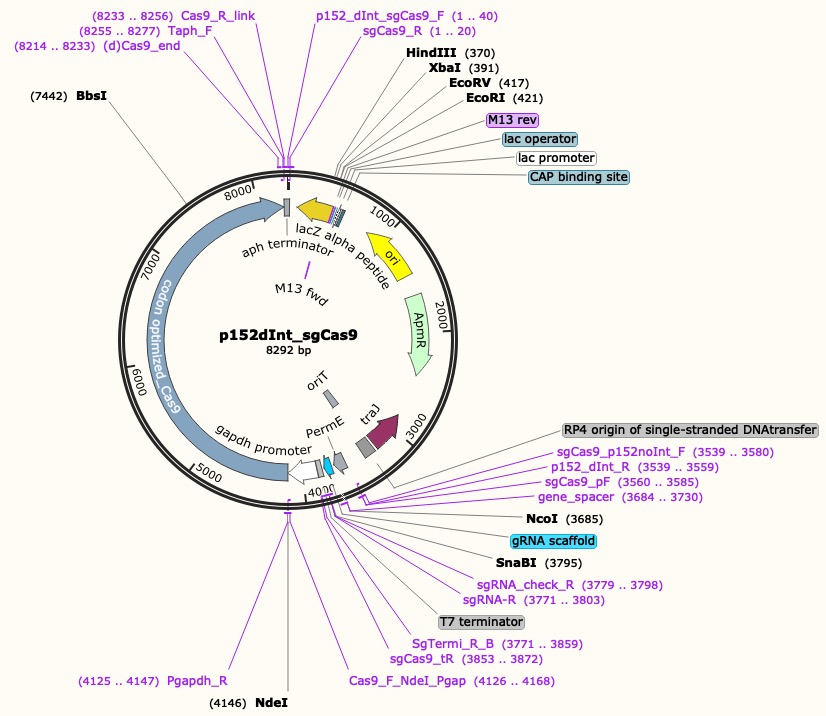 (8233 .. 8256) Cas9_R_link
(8255 .. 8277) Taph_F
(8214 .. 8233) (d)Cas9_end
p152_dInt_sgCas9_F (1 .. 40)
sgCas9_R (1 .. 20)
HindIII (370)
XbaI (391)
EcoRV (417)
EcoRI (421)
M13 rev
lac operator
lac promoter
CAP binding site
(7442) BbsI
8000
1000
2000
3000
4000
5000
6000
7000
lacZ alpha peptide
aph terminator
M13 fwd
ori
ApmR
codon optimized_Cas9
p152dInt_sgCas9
8292 bp
oriT
traJ
PermE
gapdh promoter
RP4 origin of single-stranded DNAtransfer
sgCas9_p152noInt_F (3539 .. 3580)
p152_dInt_R (3539 .. 3559)
sgCas9_pF (3560 .. 3585)
gene_spacer (3684 .. 3730)
NcoI (3685)
gRNA scaffold
SnaBI (3795)
sgRNA_check_R (3779 .. 3798)
sgRNA-R (3771 .. 3803)
T7 terminator
SgTermi_R_B (3771 .. 3859)
sgCas9_tR (3853 .. 3872)
(4125 .. 4147) Pgapdh_R
Cas9_F_NdeI_Pgap (4126 .. 4168)
(4146) NdeI